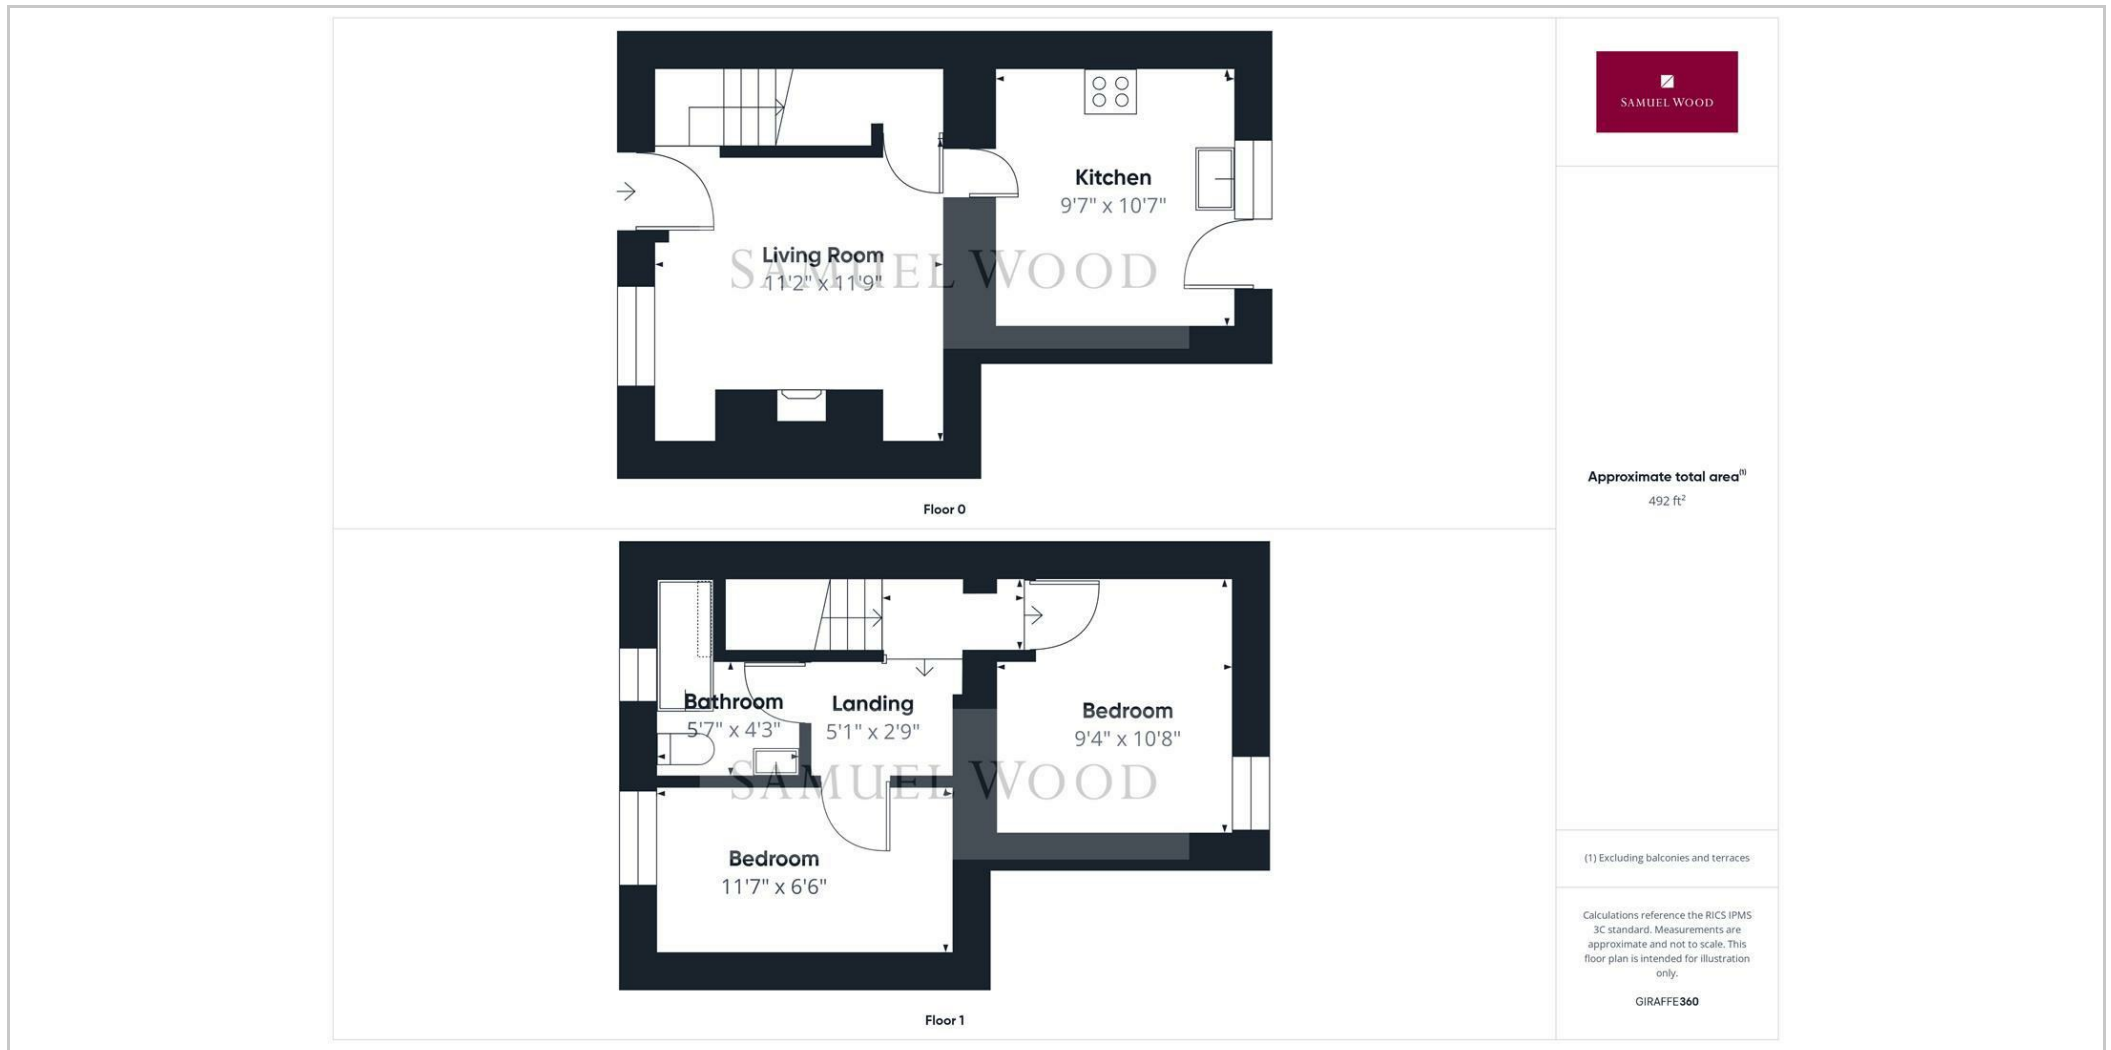 Kitchen
9'7" x 10'7"
Living Room
11'2" x 11'9"
SAMUEL WOOD
Floor 0
Bathroom
5'7" x 4'3"
Landing
5'1" x 2'9"
Bedroom
9'4" x 10'8"
SAMUEL WOOD
Bedroom
11'7" x 6'6"
Floor 1
SAMUEL WOOD
Approximate total area(1)
492 ft²
(1) Excluding balconies and terraces
Calculations reference the RICS IPMS
3C standard. Measurements are
approximate and not to scale. This
floor plan is intended for illustration
only.
GIRAFFE360